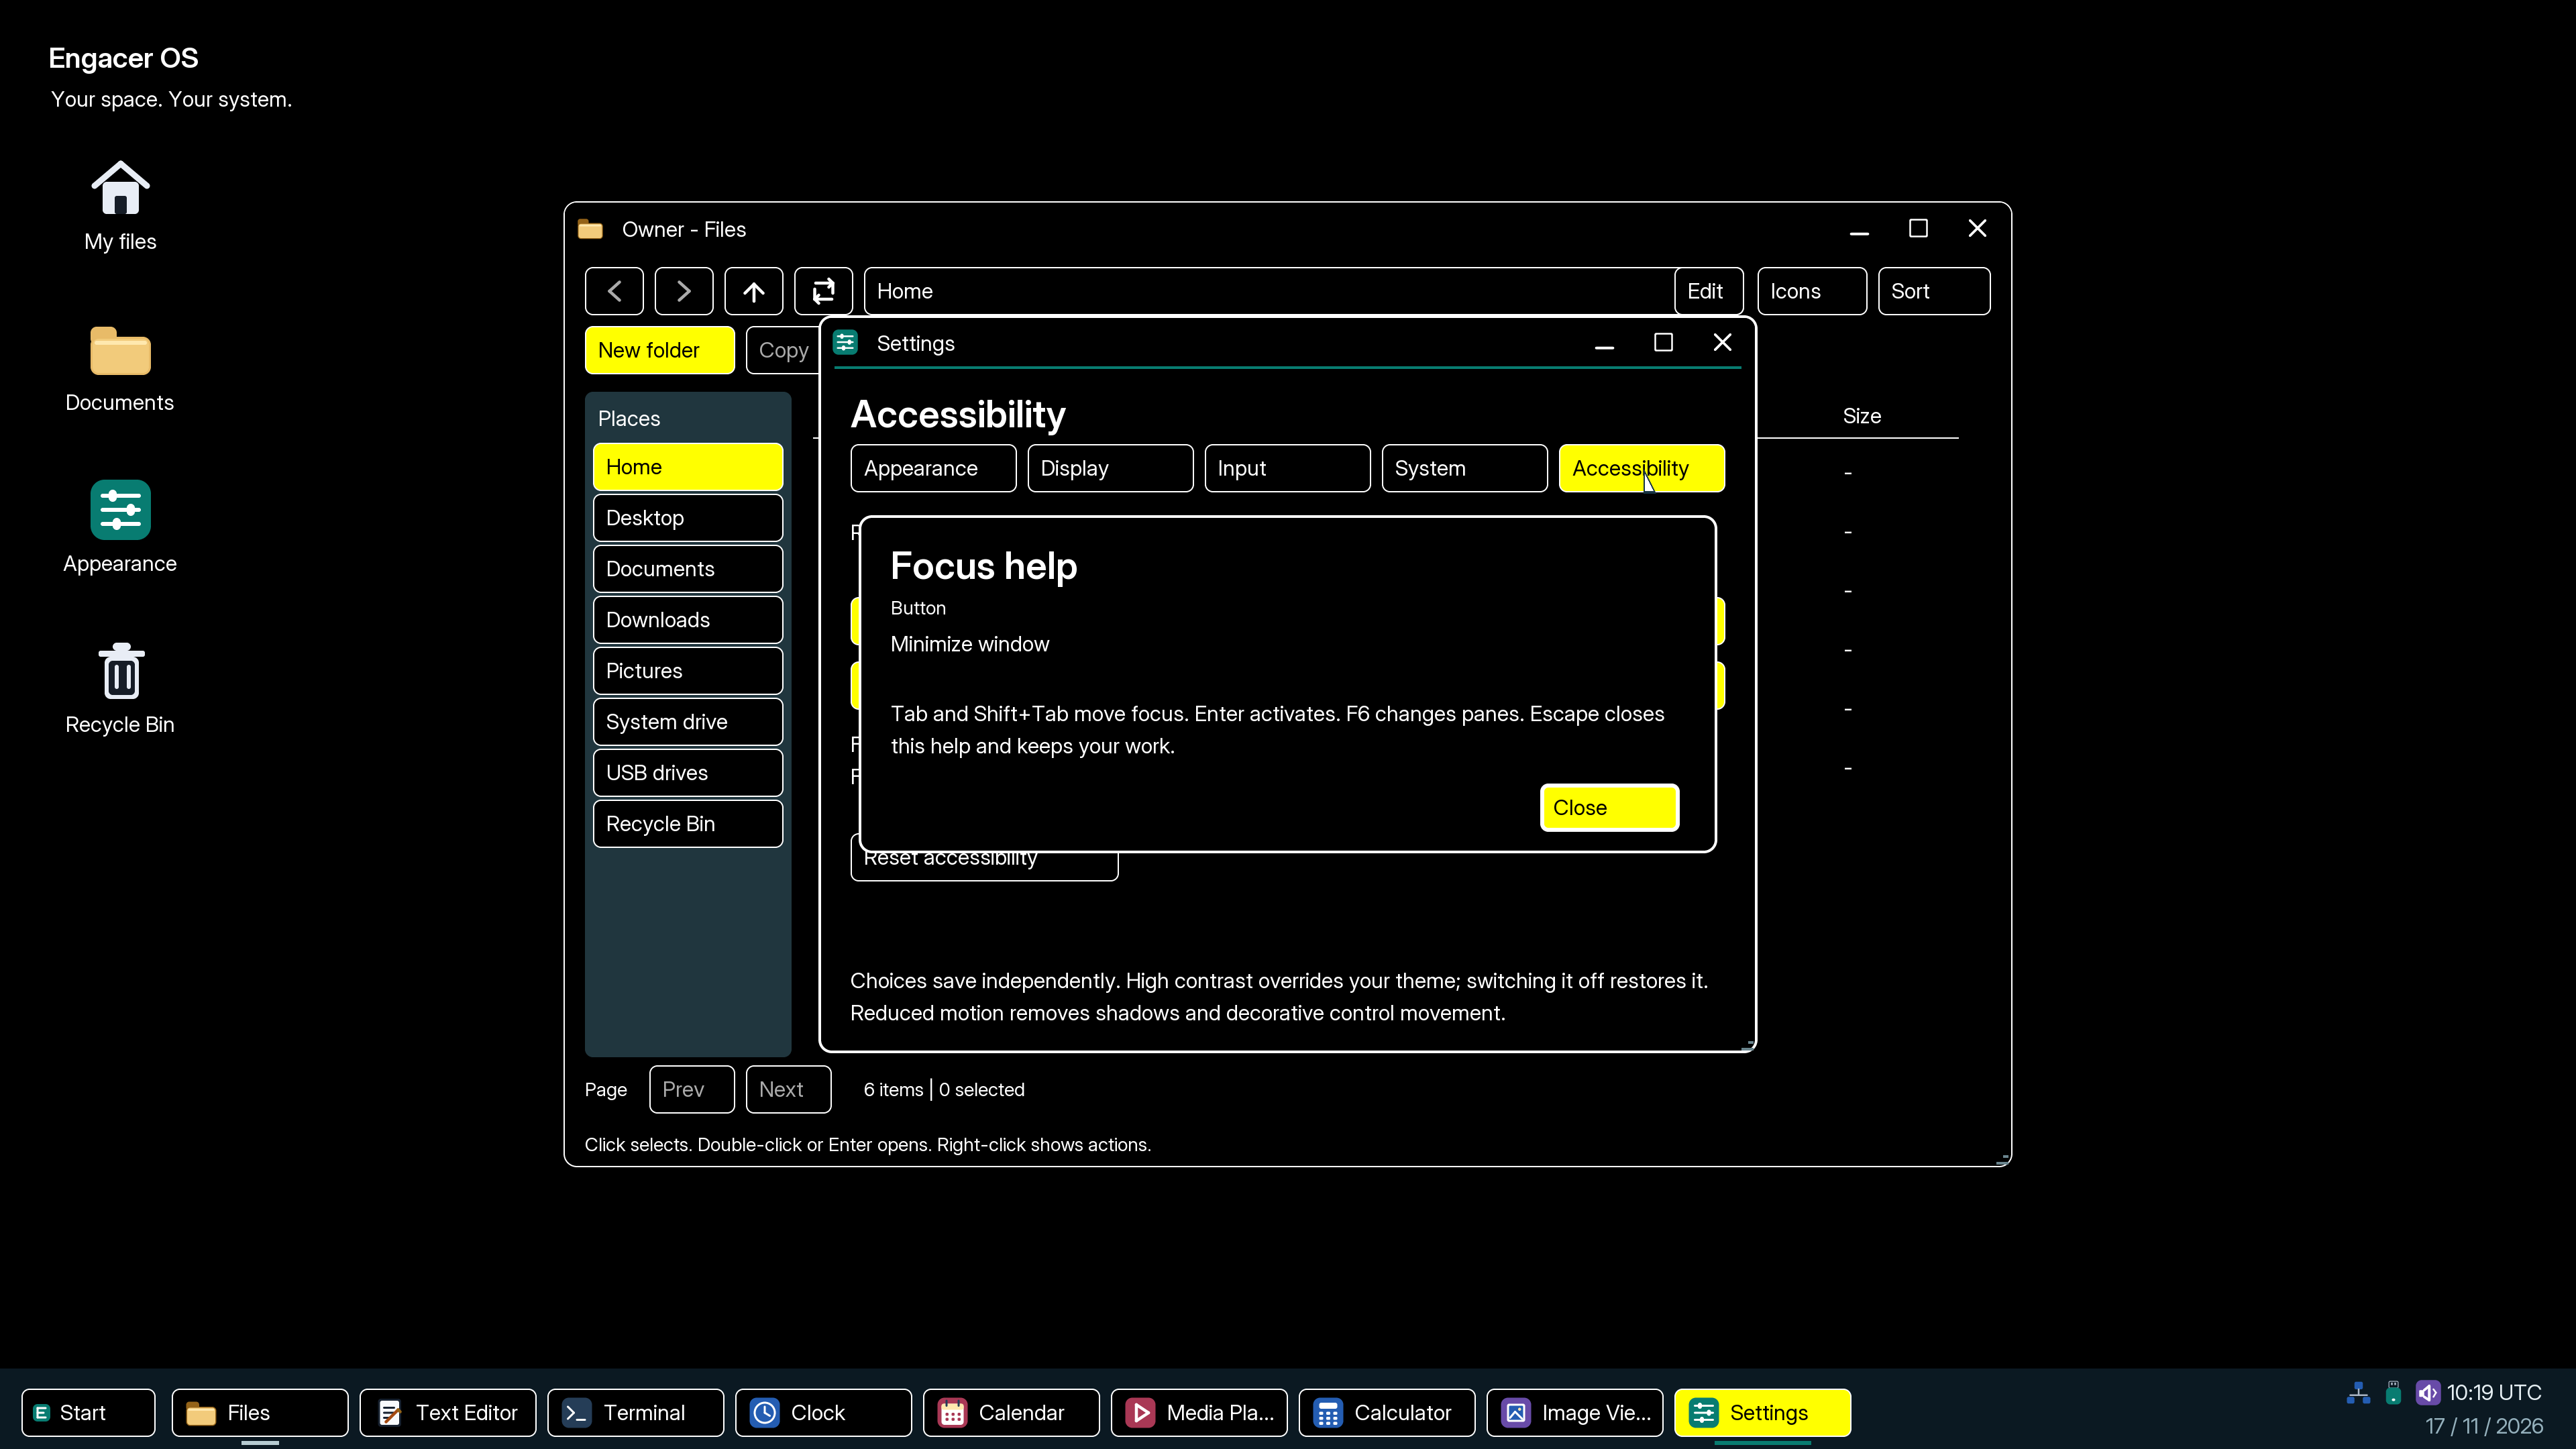 Engacer OS
Your space. Your system.
My files
Documents
Appearance
Recycle Bin
Owner - Files
Home
Edit
Icons
Sort
New folder
Copy
Places
Home
Desktop
Documents
Downloads
Pictures
System drive
USB drives
Recycle Bin
Size
-
-
-
-
-
-
Settings
Accessibility
Appearance
Display
Input
System
Accessibility
Focus help
Button
Minimize window
Tab and Shift+Tab move focus. Enter activates. F6 changes panes. Escape closes
this help and keeps your work.
Close
Reset accessibility
Choices save independently. High contrast overrides your theme; switching it off restores it.
Reduced motion removes shadows and decorative control movement.
Page
Prev
Next
6 items | 0 selected
Click selects. Double-click or Enter opens. Right-click shows actions.
Start
Files
Text Editor
Terminal
Clock
Calendar
Media Pla...
Calculator
Image Vie...
Settings
10:19 UTC
17 / 11 / 2026